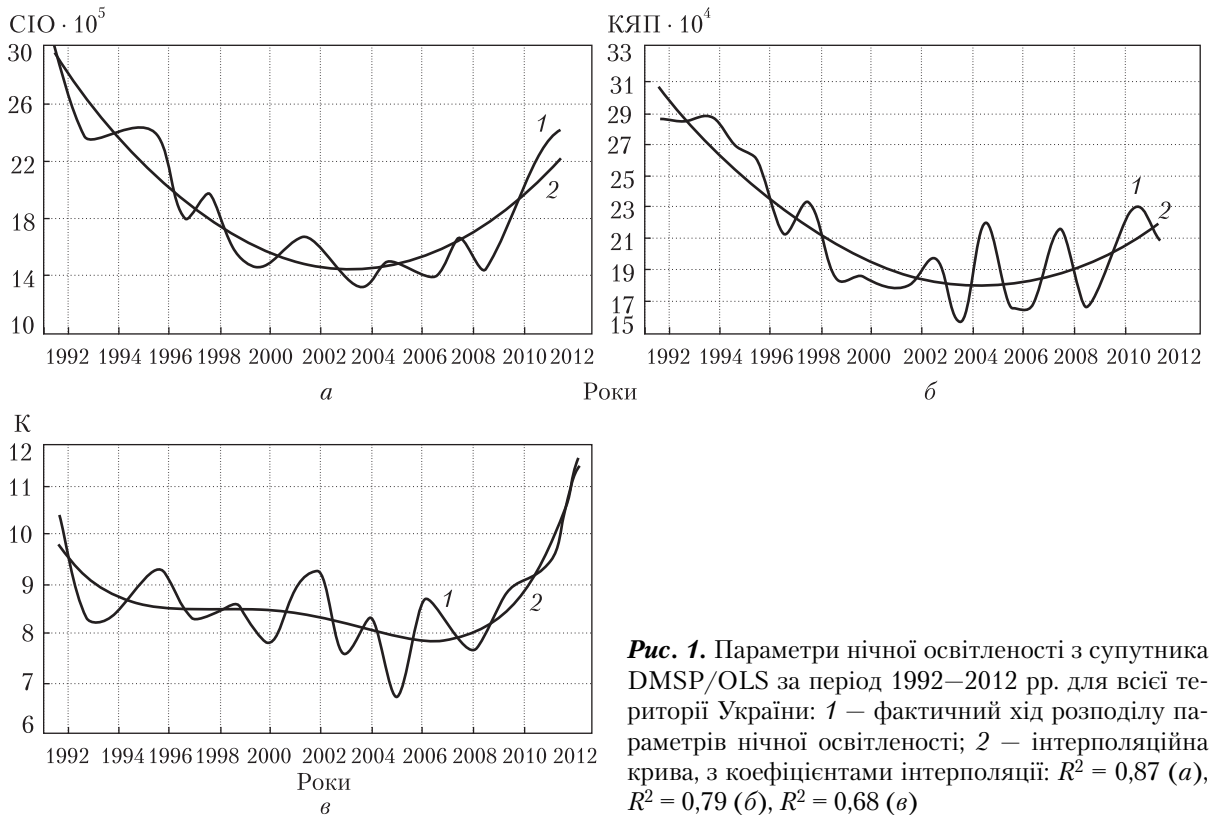 СІО · 10⁵
30
26
22
18
14
10
1
2
1992 1994 1996 1998 2000 2002 2004 2006 2008 2010 2012
а
КЯП · 10⁴
33
31
29
27
25
23
21
19
17
15
1
2
1992 1994 1996 1998 2000 2002 2004 2006 2008 2010 2012
Роки
б
К
12
11
10
9
8
7
6
1
2
1992 1994 1996 1998 2000 2002 2004 2006 2008 2010 2012
Роки
в
Рис. 1. Параметри нічної освітленості з супутника
DMSP/OLS за період 1992—2012 рр. для всієї те-
риторії України: 1 — фактичний хід розподілу па-
раметрів нічної освітленості; 2 — інтерполяційна
крива, з коефіцієнтами інтерполяції: R² = 0,87 (а),
R² = 0,79 (б), R² = 0,68 (в)